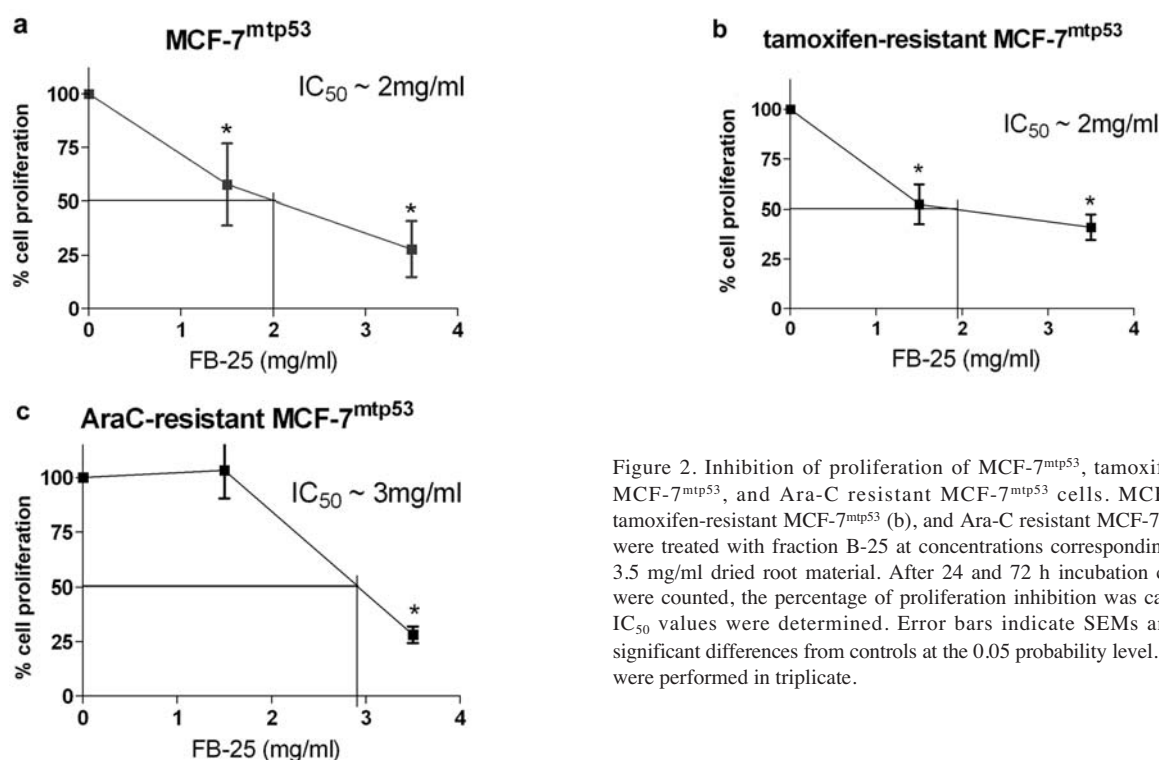 a
MCF-7mtp53
IC50 ~ 2mg/ml
% cell proliferation
100
75
50
25
0
0 1 2 3 4
FB-25 (mg/ml)
*
*
b
tamoxifen-resistant MCF-7mtp53
IC50 ~ 2mg/ml
% cell proliferation
100
75
50
25
0
0 1 2 3 4
FB-25 (mg/ml)
*
*
c
AraC-resistant MCF-7mtp53
IC50 ~ 3mg/ml
% cell proliferation
100
75
50
25
0
0 1 2 3 4
FB-25 (mg/ml)
*
Figure 2. Inhibition of proliferation of MCF-7mtp53, tamoxif
MCF-7mtp53, and Ara-C resistant MCF-7mtp53 cells. MCF
tamoxifen-resistant MCF-7mtp53 (b), and Ara-C resistant MCF-7
were treated with fraction B-25 at concentrations correspondin
3.5 mg/ml dried root material. After 24 and 72 h incubation c
were counted, the percentage of proliferation inhibition was ca
IC50 values were determined. Error bars indicate SEMs a
significant differences from controls at the 0.05 probability level.
were performed in triplicate.